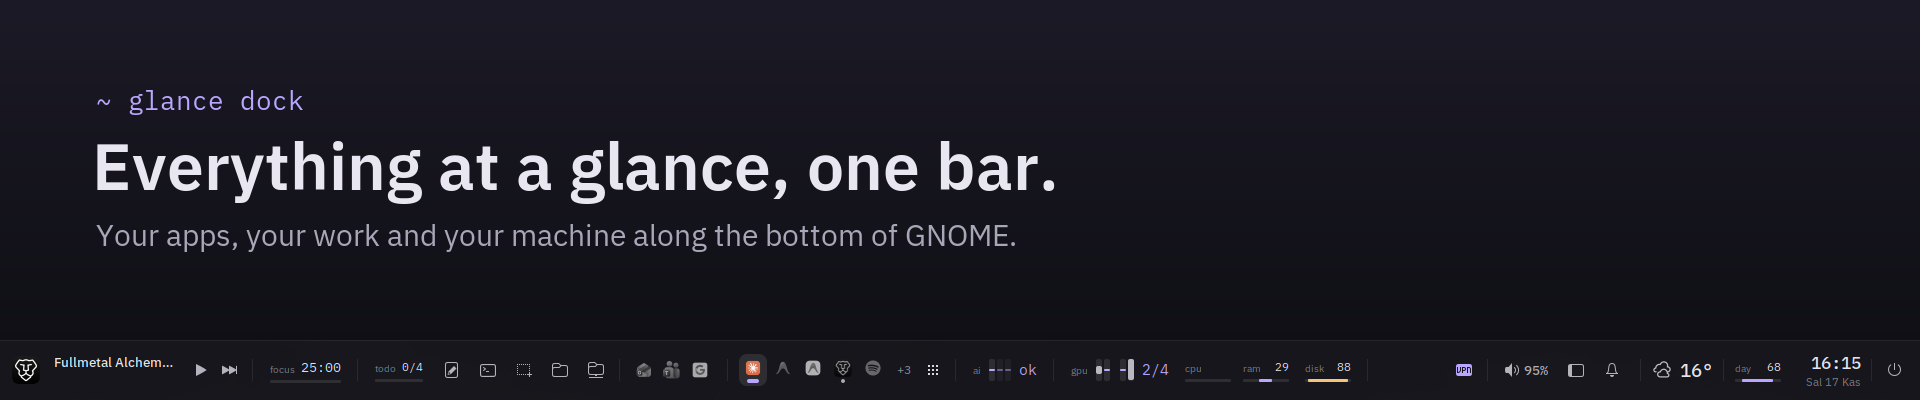 ~ glance dock
Everything at a glance, one bar.
Your apps, your work and your machine along the bottom of GNOME.
Fullmetal Alchem... focus 25:00 todo 0/4 G +3 ai ok gpu 2/4 cpu ram 29 disk 88 VPN 95% 16° day 68 16:15
Sal 17 Kas